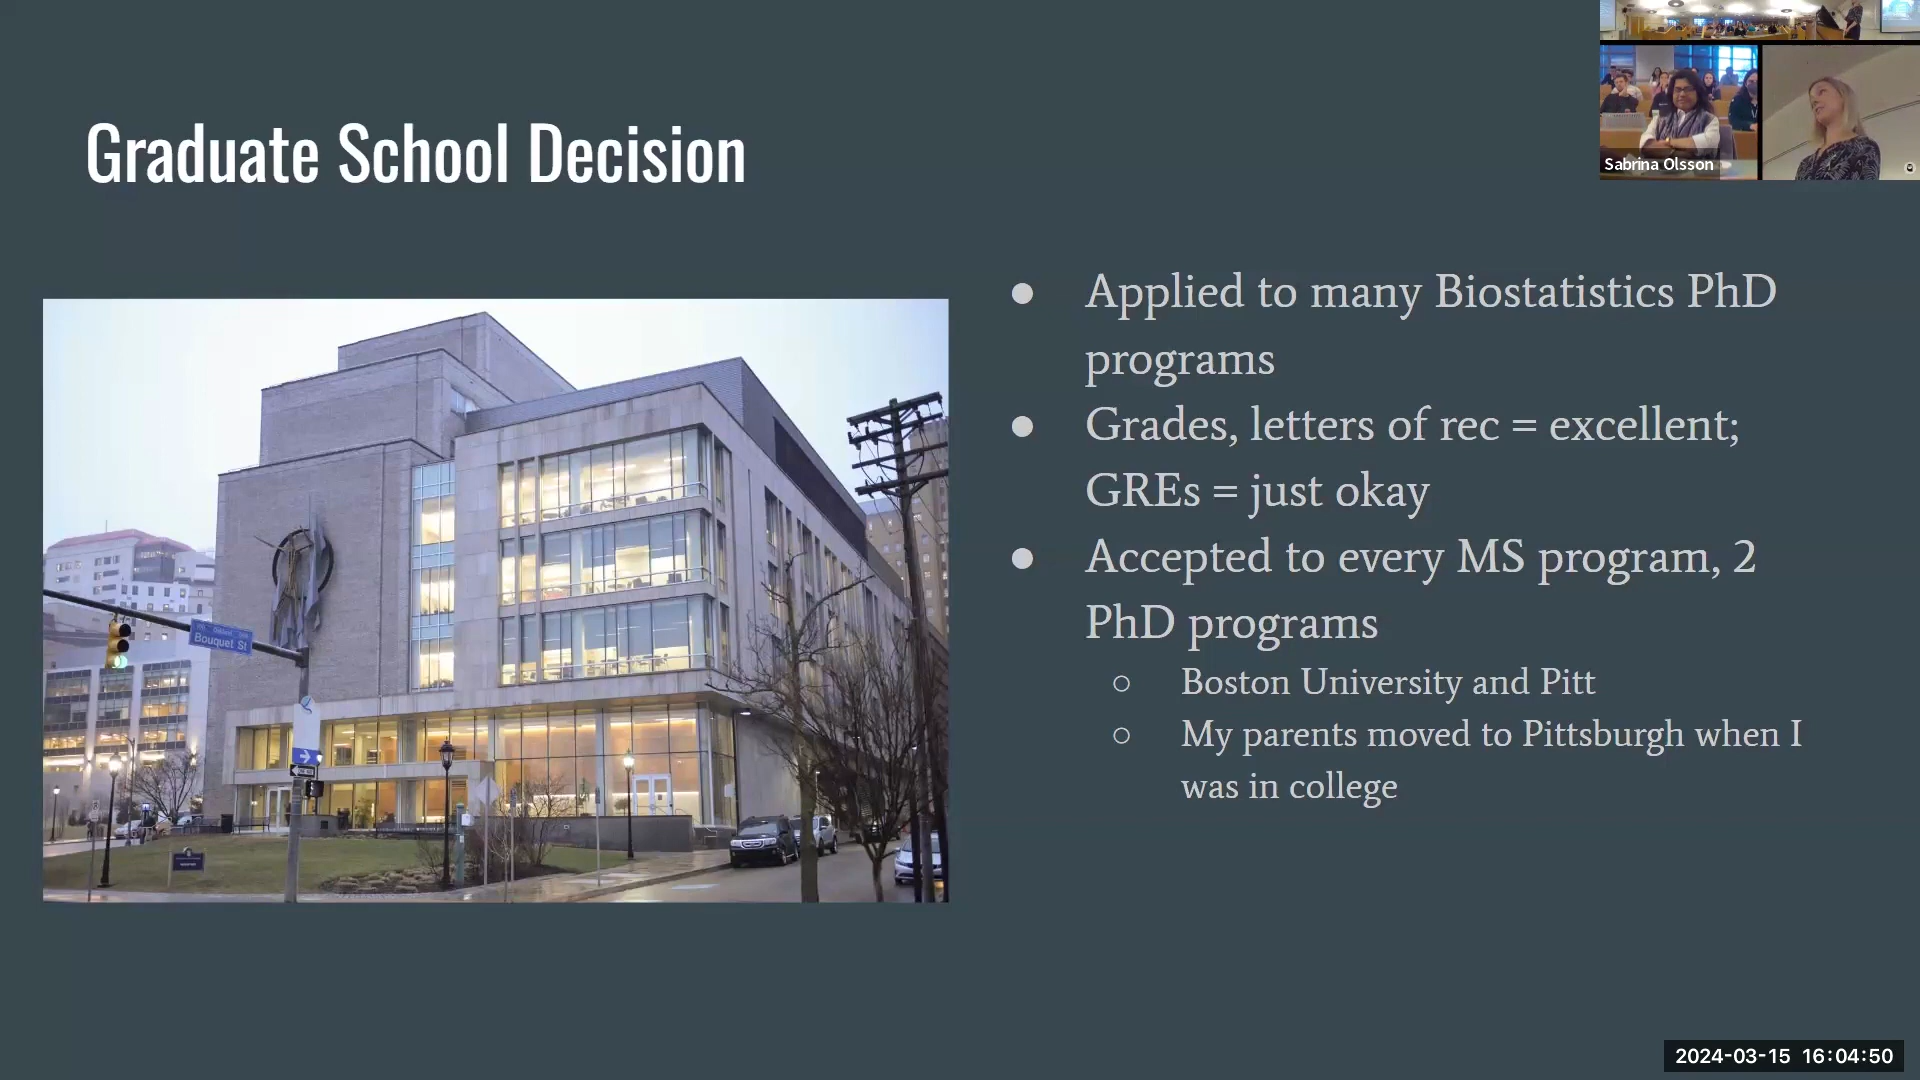 Graduate School Decision
Sabrina Olsson
● Applied to many Biostatistics PhD
programs
● Grades, letters of rec = excellent;
GREs = just okay
● Accepted to every MS program, 2
PhD programs
○ Boston University and Pitt
○ My parents moved to Pittsburgh when I
was in college
Bouquet St
2024-03-15 16:04:50